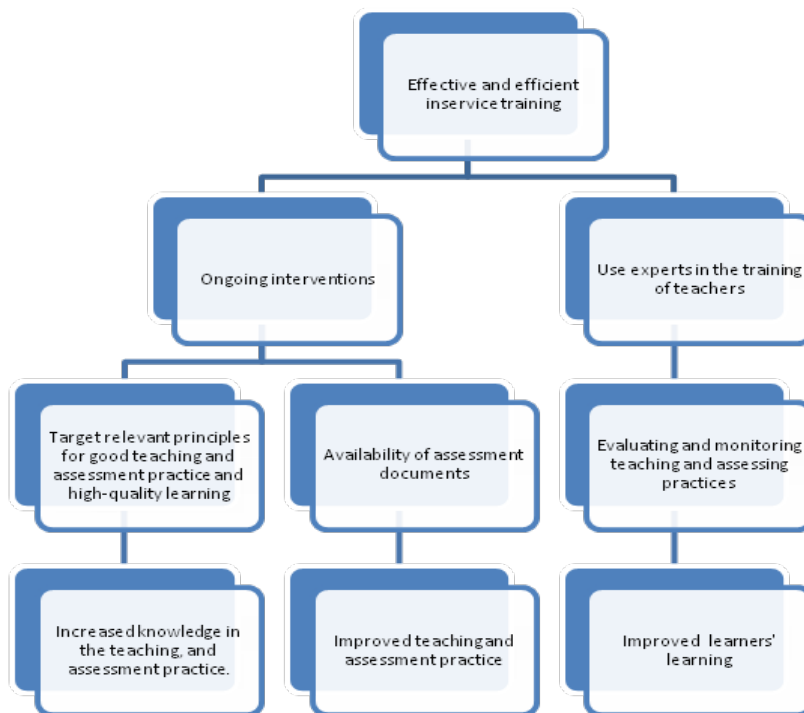 Effective and efficient
inservice training
Ongoing interventions
Use experts in the training
of teachers
Target relevant principles
for good teaching and
assessment practice and
high-quality learning
Availability of assessment
documents
Evaluating and monitoring
teaching and assessing
practices
Increased knowledge in
the teaching, and
assessment practice.
Improved teaching and
assessment practice
Improved learners'
learning